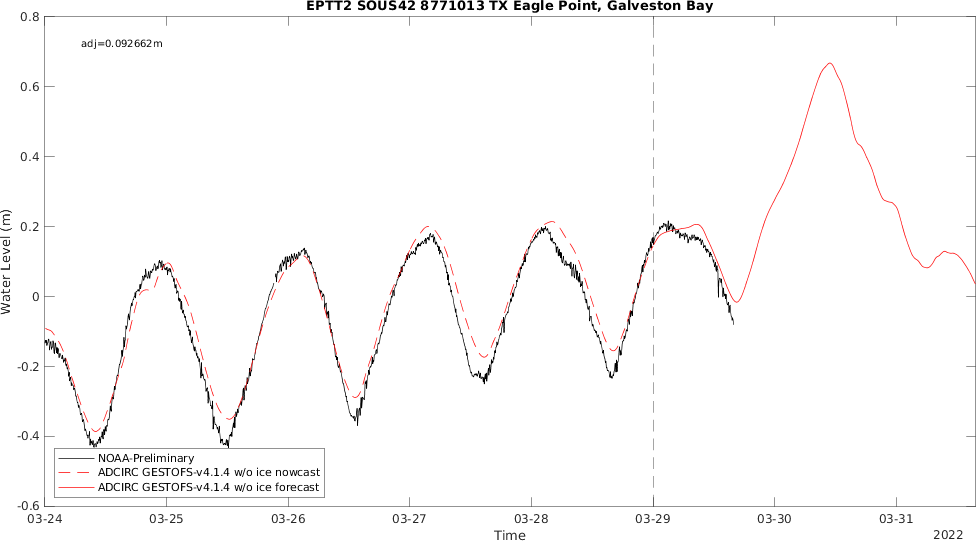 EPTT2 SOUS42 8771013 TX Eagle Point, Galveston Bay
adj=0.092662m
0.8
0.6
0.4
0.2
0
-0.2
-0.4
-0.6
Water Level (m)
NOAA-Preliminary
ADCIRC GESTOFS-v4.1.4 w/o ice nowcast
ADCIRC GESTOFS-v4.1.4 w/o ice forecast
03-24 03-25 03-26 03-27 03-28 03-29 03-30 03-31
Time
2022